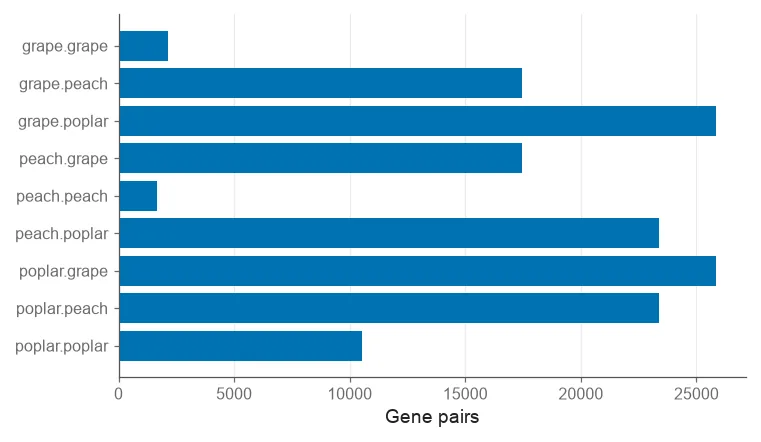 grape.grape
grape.peach
grape.poplar
peach.grape
peach.peach
peach.poplar
poplar.grape
poplar.peach
poplar.poplar
0 5000 10000 15000 20000 25000
Gene pairs